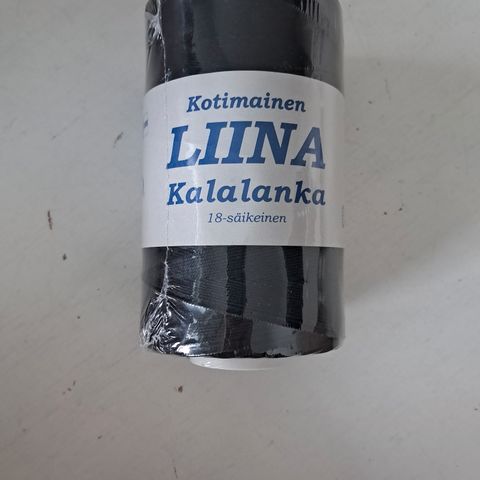 Kotimainen
LIINA
Kalalanka
18-säikeinen